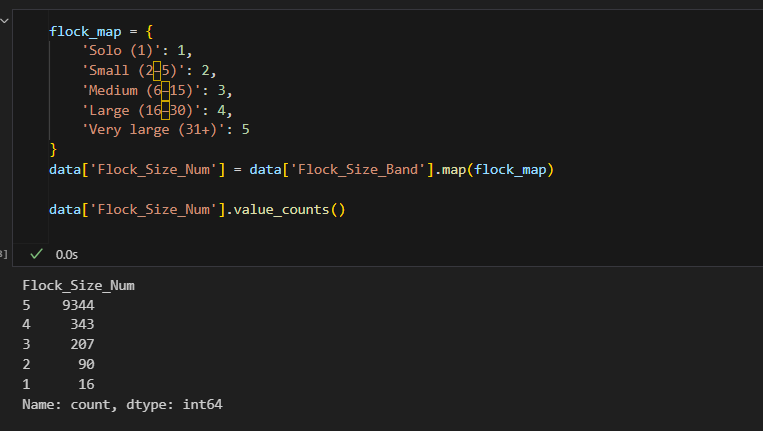 flock_map = {
    'Solo (1)': 1,
    'Small (2–5)': 2,
    'Medium (6–15)': 3,
    'Large (16–30)': 4,
    'Very large (31+)': 5
}
data['Flock_Size_Num'] = data['Flock_Size_Band'].map(flock_map)
data['Flock_Size_Num'].value_counts()
0.0s
Flock_Size_Num
5    9344
4     343
3     207
2      90
1      16
Name: count, dtype: int64